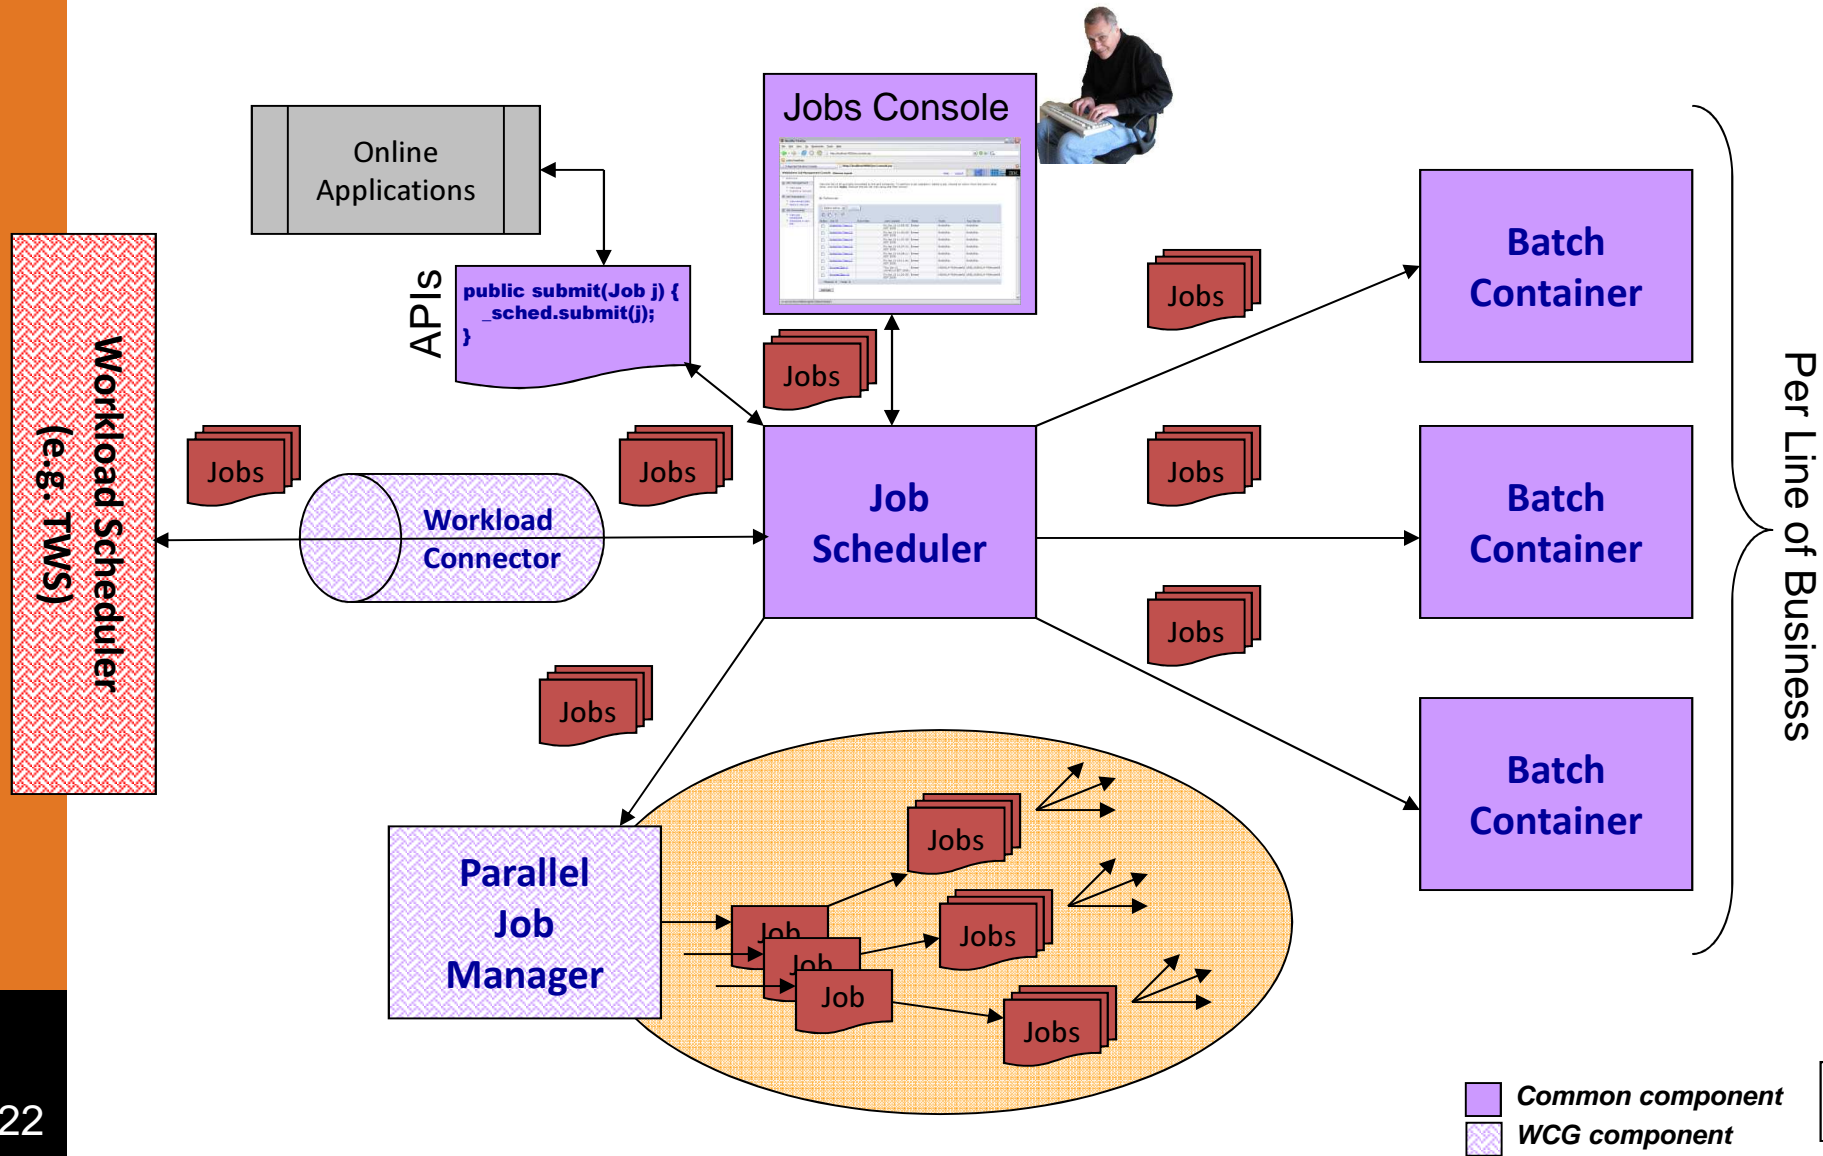 Jobs Console
Online
Applications
APIs
public submit(Job j) {
_sched.submit(j);
}
Jobs
Jobs
Jobs
Jobs
Workload Scheduler
(e.g. TWS)
Workload
Connector
Job
Scheduler
Jobs
Jobs
Batch
Container
Batch
Container
Batch
Container
Per Line of Business
Jobs
Parallel
Job
Manager
Job
Job
Job
Jobs
Jobs
Jobs
Common component
WCG component
22